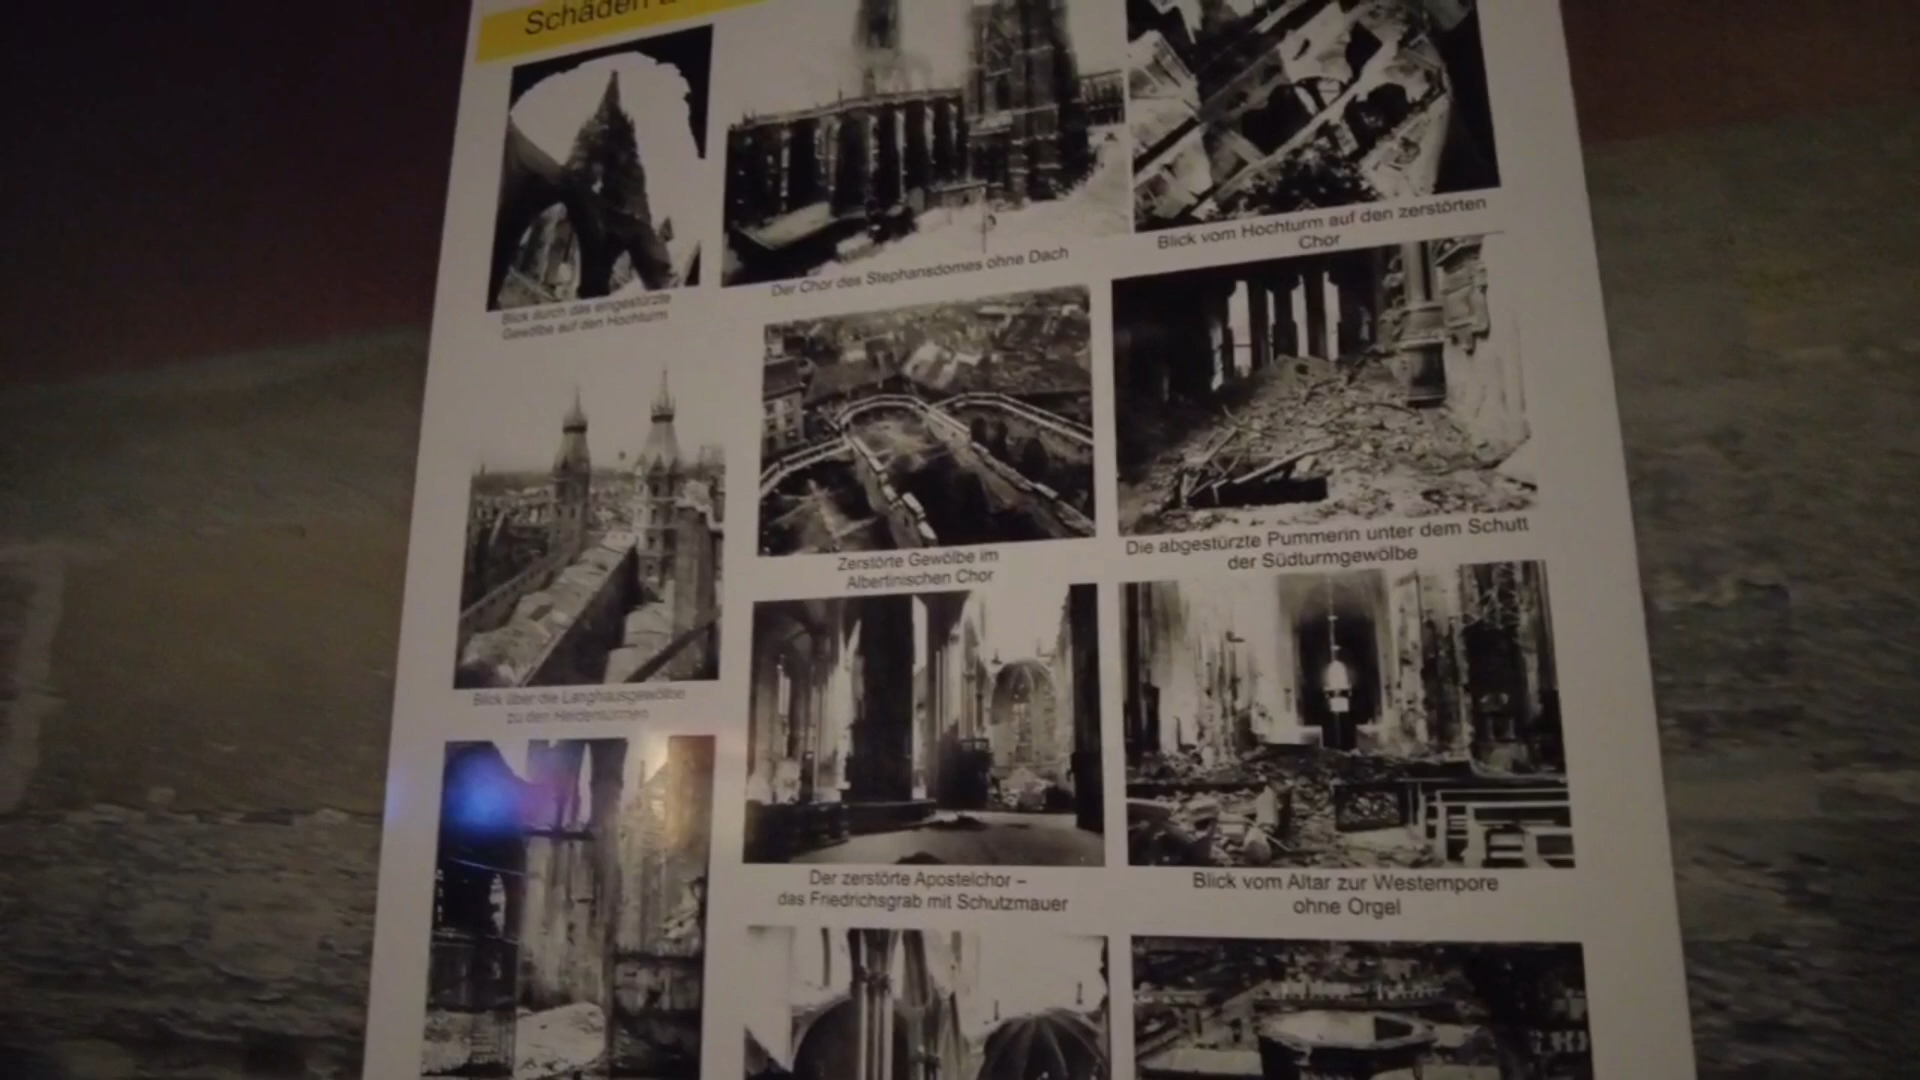 Schäden
Blick durch das eingestürzte
Gewölbe auf den Hochturm
Der Chor des Stephansdomes ohne Dach
Blick vom Hochturm auf den zerstörten
Chor
Blick über die Langhausgewölbe
zu den Heidentürmen
Zerstörte Gewölbe im
Albertinischen Chor
Die abgestürzte Pummerin unter dem Schutt
der Südturmgewölbe
Der zerstörte Apostelchor –
das Friedrichsgrab mit Schutzmauer
Blick vom Altar zur Westempore
ohne Orgel